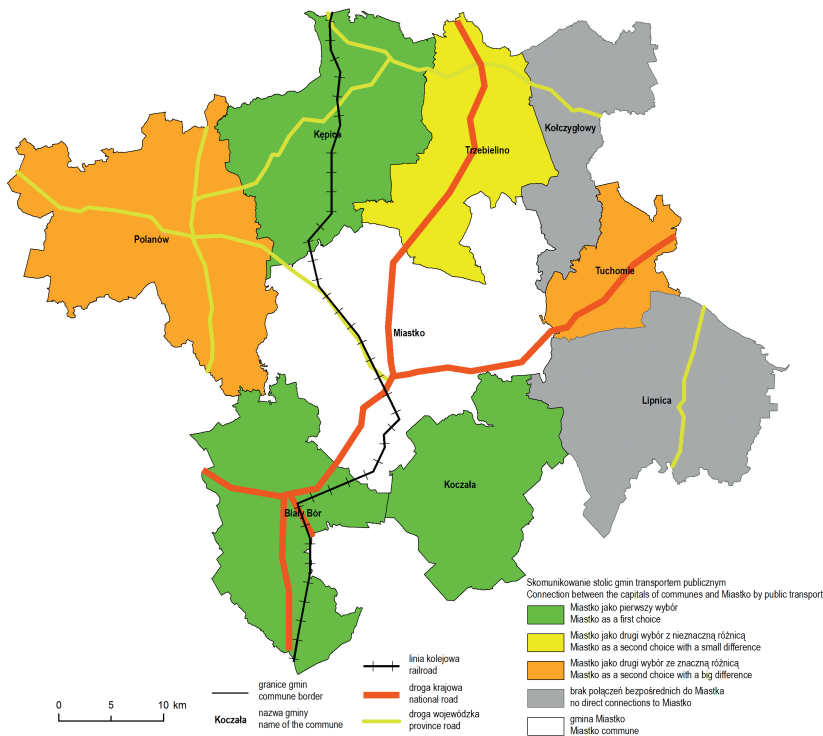 Kępice
Kołczygłowy
Trzebielino
Polanów
Tuchomie
Miastko
Lipnica
Koczała
Biały Bór
Skomunikowanie stolic gmin transportem publicznym
Connection between the capitals of communes and Miastko by public transport
Miastko jako pierwszy wybór
Miastko as a first choice
Miastko jako drugi wybór z nieznaczną różnicą
Miastko as a second choice with a small difference
Miastko jako drugi wybór ze znaczną różnicą
Miastko as a second choice with a big difference
brak połączeń bezpośrednich do Miastka
no direct connections to Miastko
gmina Miastko
Miastko commune
linia kolejowa
railroad
droga krajowa
national road
droga wojewódzka
province road
granice gmin
commune border
Koczała
nazwa gminy
name of the commune
0 5 10 km